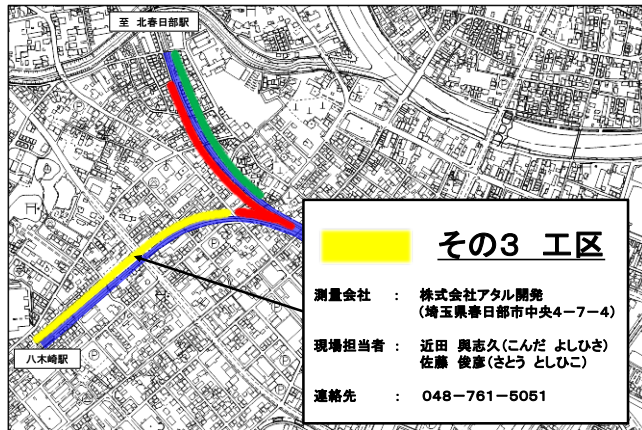 至 北春日部駅
その3 工区
測量会社 : 株式会社アタル開発
(埼玉県春日部市中央4-7-4)
現場担当者 : 近田 與志久(こんだ よしひさ)
佐藤 俊彦(さとう としひこ)
連絡先 : 048-761-5051
八木崎駅